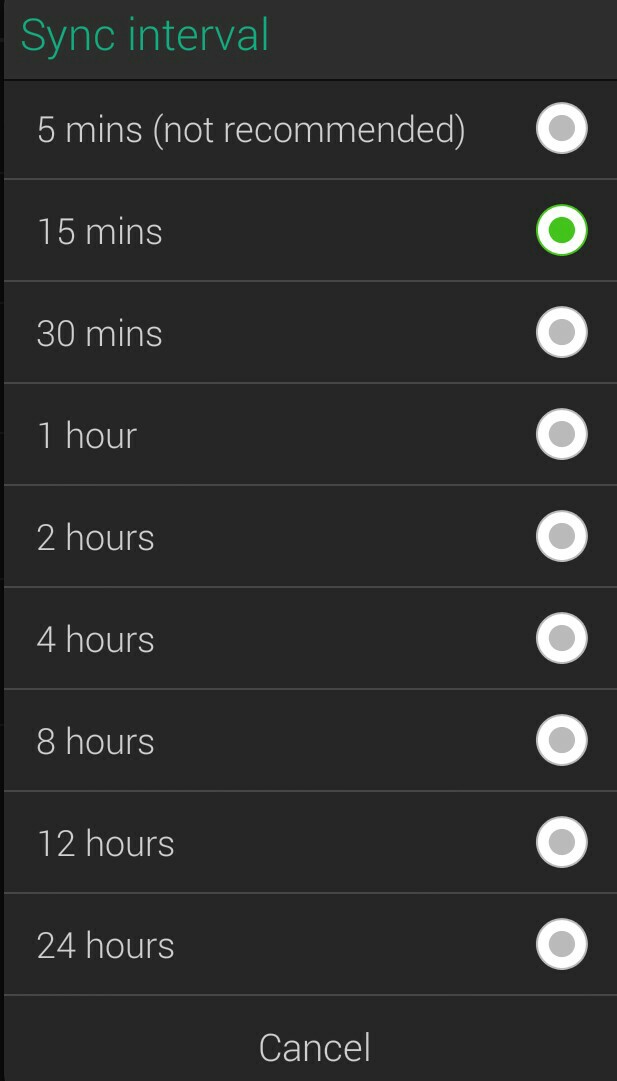 Sync interval
5 mins (not recommended)
15 mins
30 mins
1 hour
2 hours
4 hours
8 hours
12 hours
24 hours
Cancel